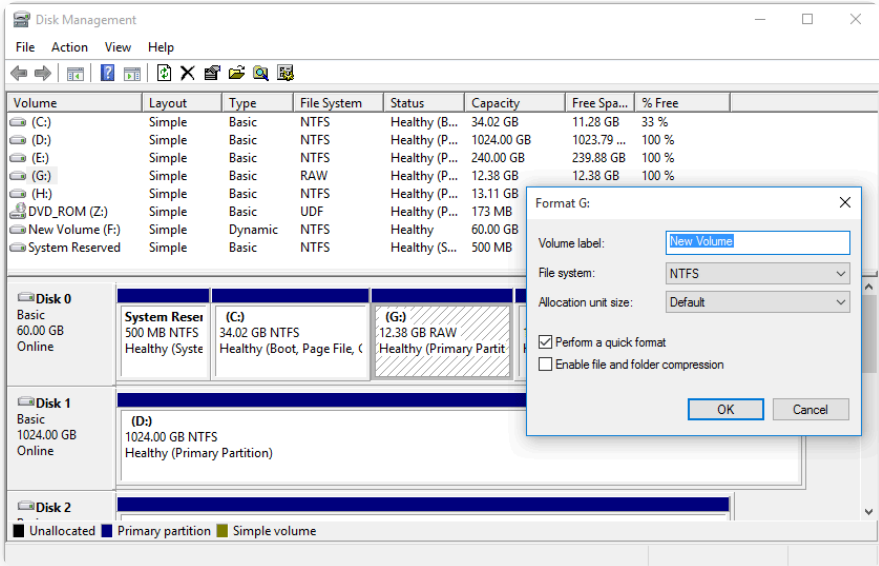 Disk Management
File Action View Help
Volume Layout Type File System Status Capacity Free Spa... % Free
(C:) Simple Basic NTFS Healthy (B... 34.02 GB 11.28 GB 33 %
(D:) Simple Basic NTFS Healthy (P... 1024.00 GB 1023.79 ... 100 %
(E:) Simple Basic NTFS Healthy (P... 240.00 GB 239.88 GB 100 %
(G:) Simple Basic RAW Healthy (P... 12.38 GB 12.38 GB 100 %
(H:) Simple Basic NTFS Healthy (P... 13.11 GB
DVD_ROM (Z:) Simple Basic UDF Healthy (P... 173 MB
New Volume (F:) Simple Dynamic NTFS Healthy 60.00 GB
System Reserved Simple Basic NTFS Healthy (S... 500 MB
Format G:
Volume label: New Volume
File system: NTFS
Allocation unit size: Default
Perform a quick format
Enable file and folder compression
OK Cancel
Disk 0
Basic
60.00 GB
Online
System Reser
500 MB NTFS
Healthy (Syste
(C:)
34.02 GB NTFS
Healthy (Boot, Page File, (
(G:)
12.38 GB RAW
Healthy (Primary Partit
Disk 1
Basic
1024.00 GB
Online
(D:)
1024.00 GB NTFS
Healthy (Primary Partition)
Disk 2
Unallocated Primary partition Simple volume